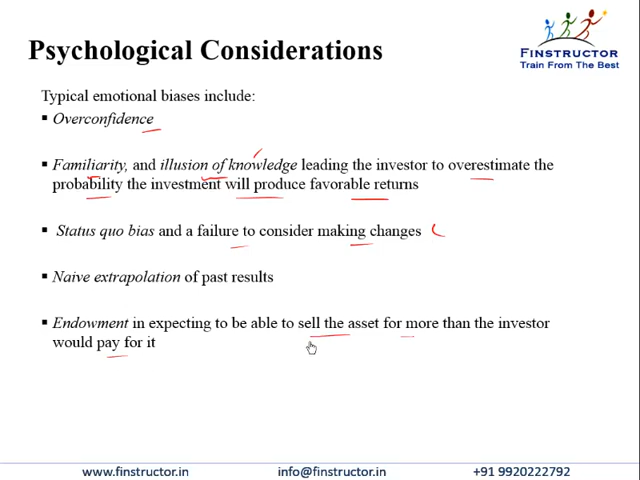 Psychological Considerations
FINSTRUCTOR
TRAIN FROM THE BEST
Typical emotional biases include:
▪ Overconfidence
▪ Familiarity, and illusion of knowledge leading the investor to overestimate the
probability the investment will produce favorable returns
▪ Status quo bias and a failure to consider making changes
▪ Naive extrapolation of past results
▪ Endowment in expecting to be able to sell the asset for more than the investor
would pay for it
www.finstructor.in info@finstructor.in +91 9920222792